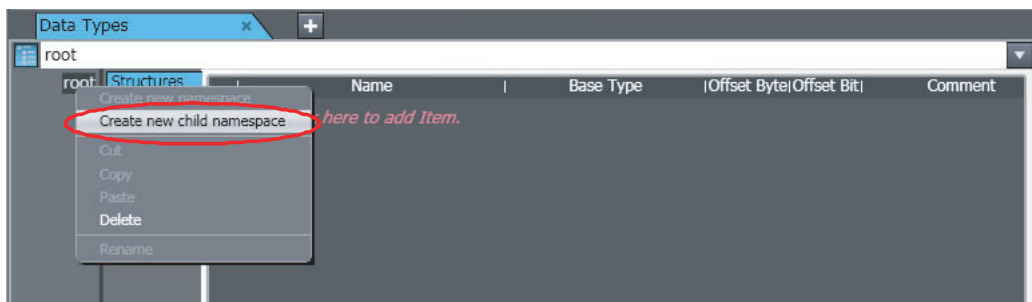 Data Types × +
root
root Structures Name Base Type |Offset Byte|Offset Bit| Comment
Create new namespace
Create new child namespace here to add Item.
Cut
Copy
Paste
Delete
Rename